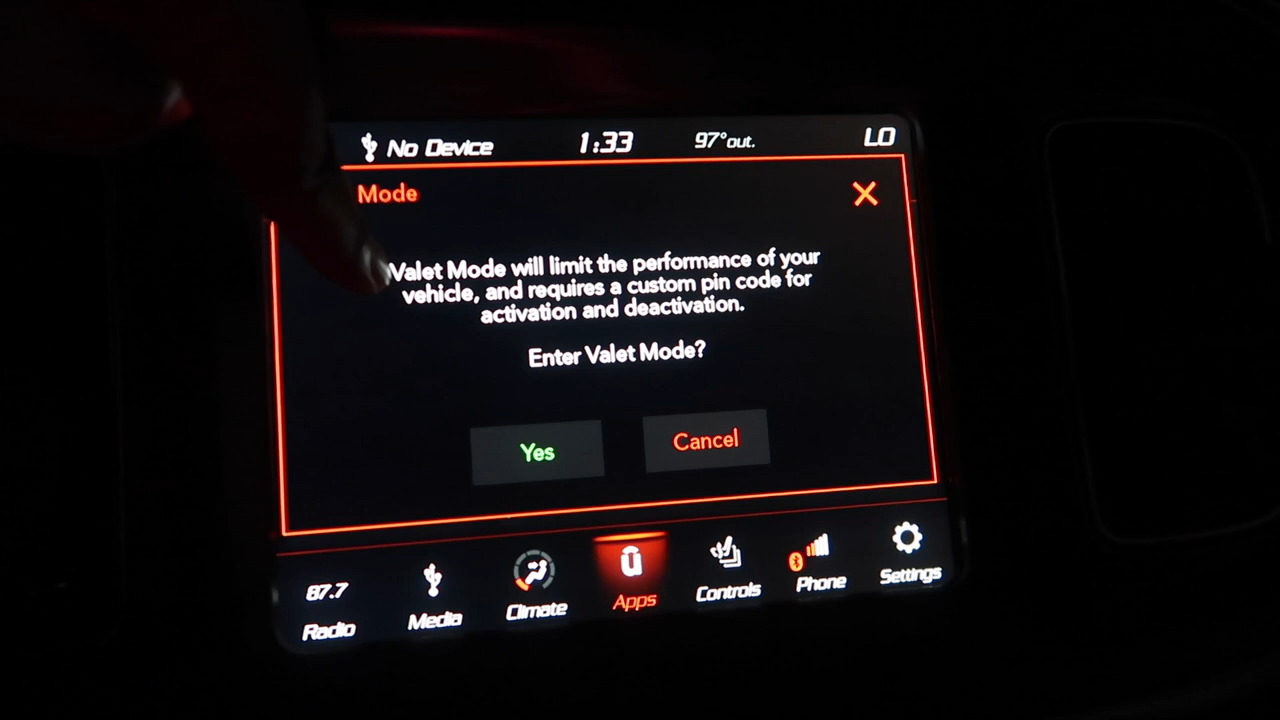 No Device 1:33 97°out. LO
Mode
Valet Mode will limit the performance of your
vehicle, and requires a custom pin code for
activation and deactivation.
Enter Valet Mode?
Yes Cancel
87.7
Radio Media Climate Apps Controls Phone Settings